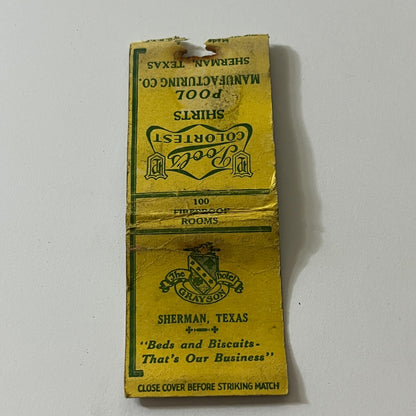 SHERMAN TEXAS
MANUFACTURING CO.
POOL
SHIRTS
COLORTEST
Pool's
100
FIREPROOF
ROOMS
The Grayson Hotel
SHERMAN, TEXAS
"Beds and Biscuits-
That's Our Business"
CLOSE COVER BEFORE STRIKING MATCH